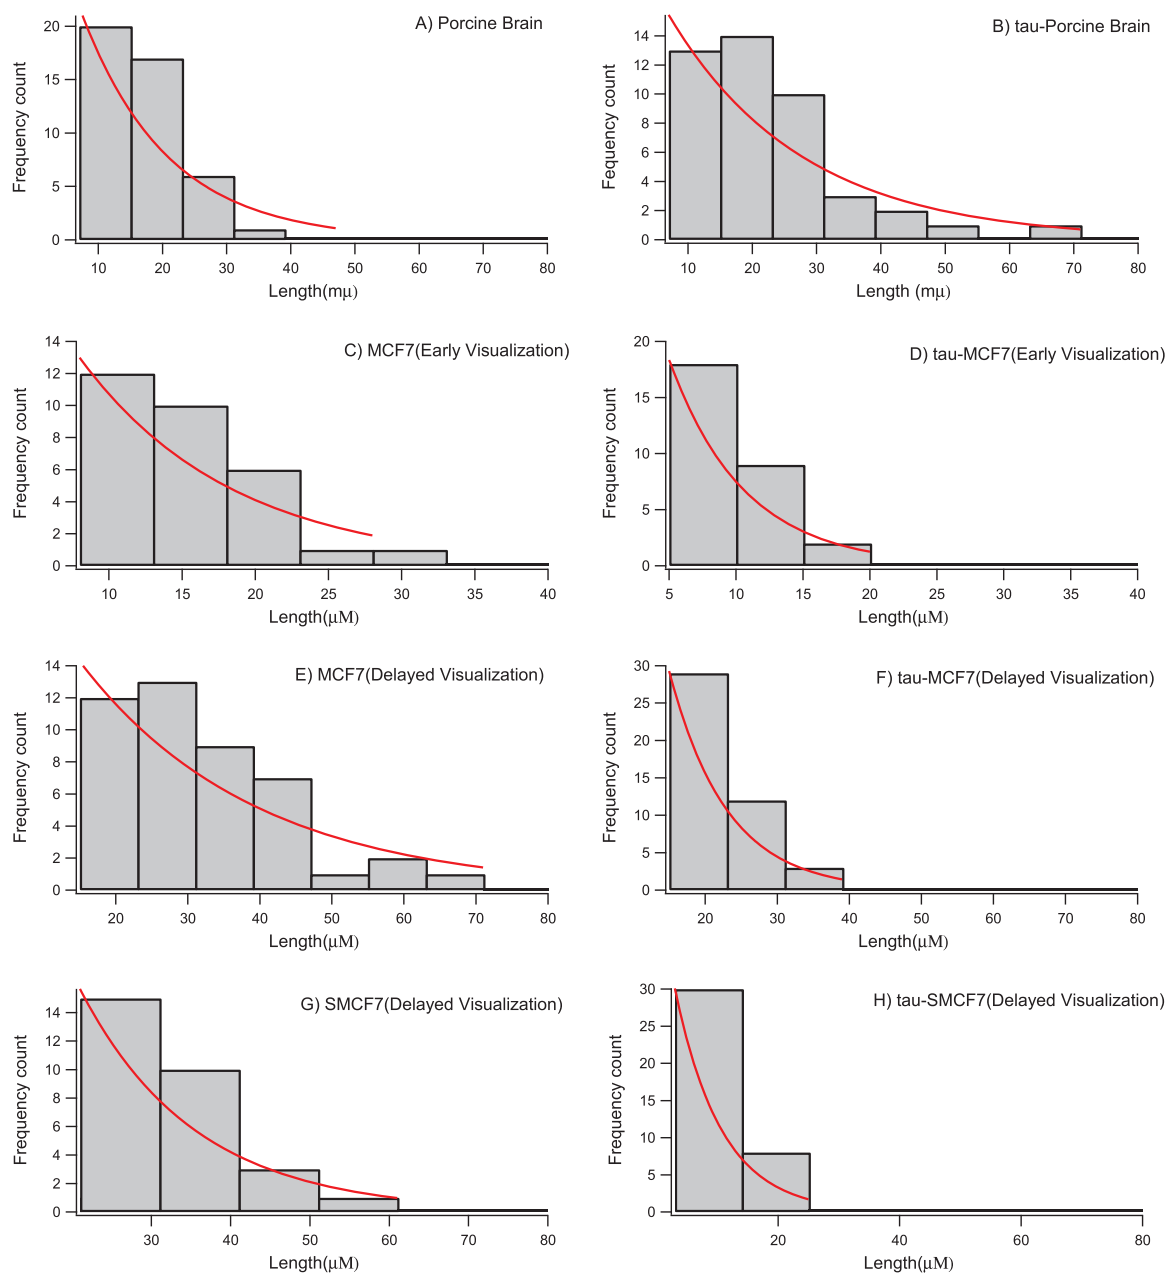 A) Porcine Brain
Frequency count
20
15
10
5
0
10 20 30 40 50 60 70 80
Length(mμ)
B) tau-Porcine Brain
Fequency count
14
12
10
8
6
4
2
0
10 20 30 40 50 60 70 80
Length (mμ)
C) MCF7(Early Visualization)
Frequency count
14
12
10
8
6
4
2
0
10 15 20 25 30 35 40
Length(μM)
D) tau-MCF7(Early Visualization)
Frequency count
20
15
10
5
0
5 10 15 20 25 30 35 40
Length(μM)
E) MCF7(Delayed Visualization)
Frequency count
14
12
10
8
6
4
2
0
20 30 40 50 60 70 80
Length(μM)
F) tau-MCF7(Delayed Visualization)
Frequency count
30
25
20
15
10
5
0
20 30 40 50 60 70 80
Length(μM)
G) SMCF7(Delayed Visualization)
Frequency count
14
12
10
8
6
4
2
0
30 40 50 60 70 80
Length(μM)
H) tau-SMCF7(Delayed Visualization)
Frequency count
30
25
20
15
10
5
0
20 40 60 80
Length(μM)